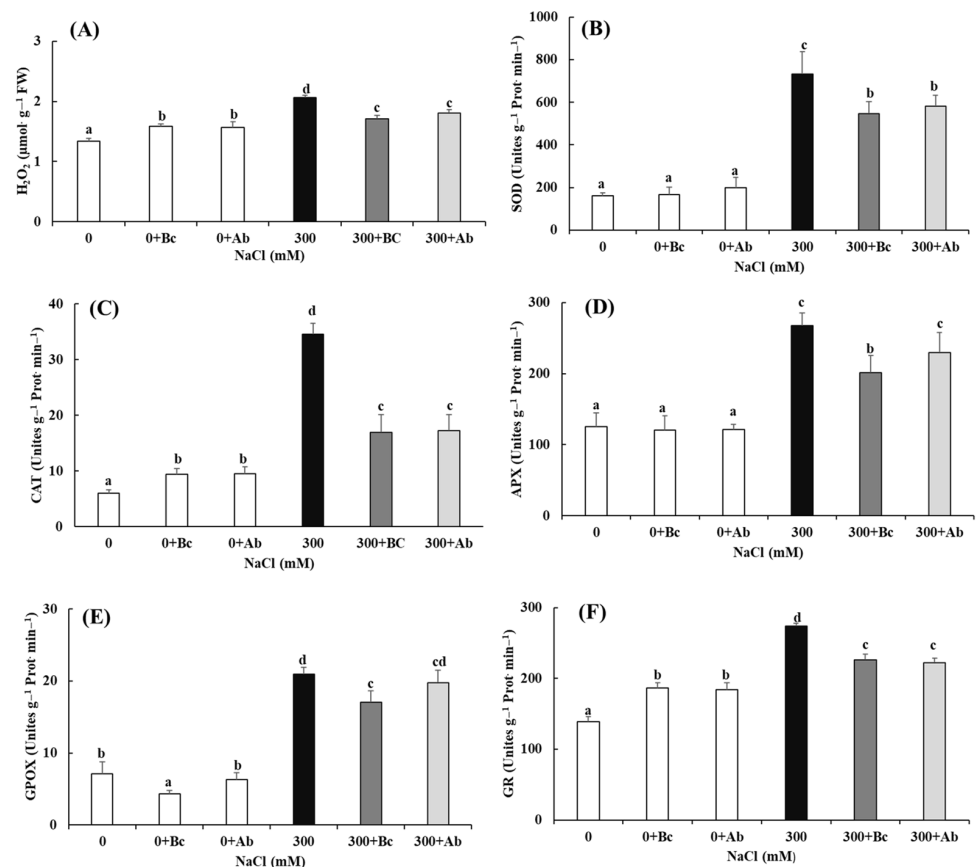 (A)
H₂O₂ (µmol· g⁻¹ FW)
3
2
1
0
a
b
b
d
c
c
0 0+Bc 0+Ab 300 300+BC 300+Ab
NaCl (mM)
(B)
SOD (Unites g⁻¹ Prot· min⁻¹)
1000
800
600
400
200
0
a
a
a
c
b
b
0 0+Bc 0+Ab 300 300+Bc 300+Ab
NaCl (mM)
(C)
CAT (Unites g⁻¹ Prot· min⁻¹)
40
30
20
10
0
a
b
b
d
c
c
0 0+Bc 0+Ab 300 300+BC 300+Ab
NaCl (mM)
(D)
APX (Unites g⁻¹ Prot· min⁻¹)
300
200
100
0
a
a
a
c
b
c
0 0+Bc 0+Ab 300 300+Bc 300+Ab
NaCl (mM)
(E)
GPOX (Unites g⁻¹ Prot· min⁻¹)
30
20
10
0
b
a
b
d
c
cd
0 0+Bc 0+Ab 300 300+BC 300+Ab
NaCl (mM)
(F)
GR (Unites g⁻¹ Prot· min⁻¹)
300
200
100
0
a
b
b
d
c
c
0 0+Bc 0+Ab 300 300+Bc 300+Ab
NaCl (mM)